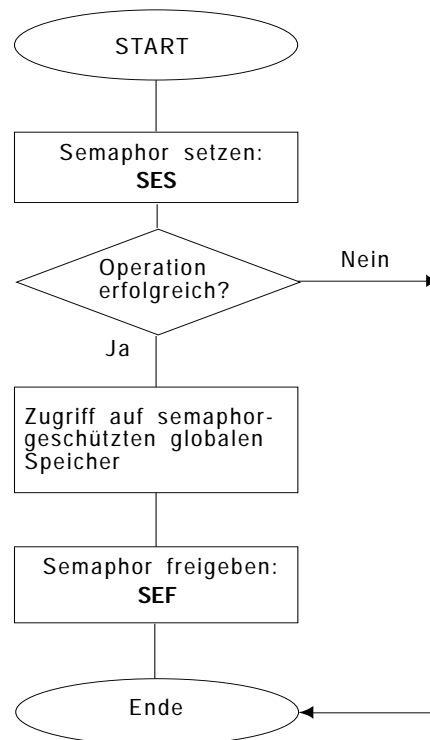 START
Semaphor setzen:
SES
Operation
erfolgreich?
Nein
Ja
Zugriff auf semaphor-
geschützten globalen
Speicher
Semaphor freigeben:
SEF
Ende